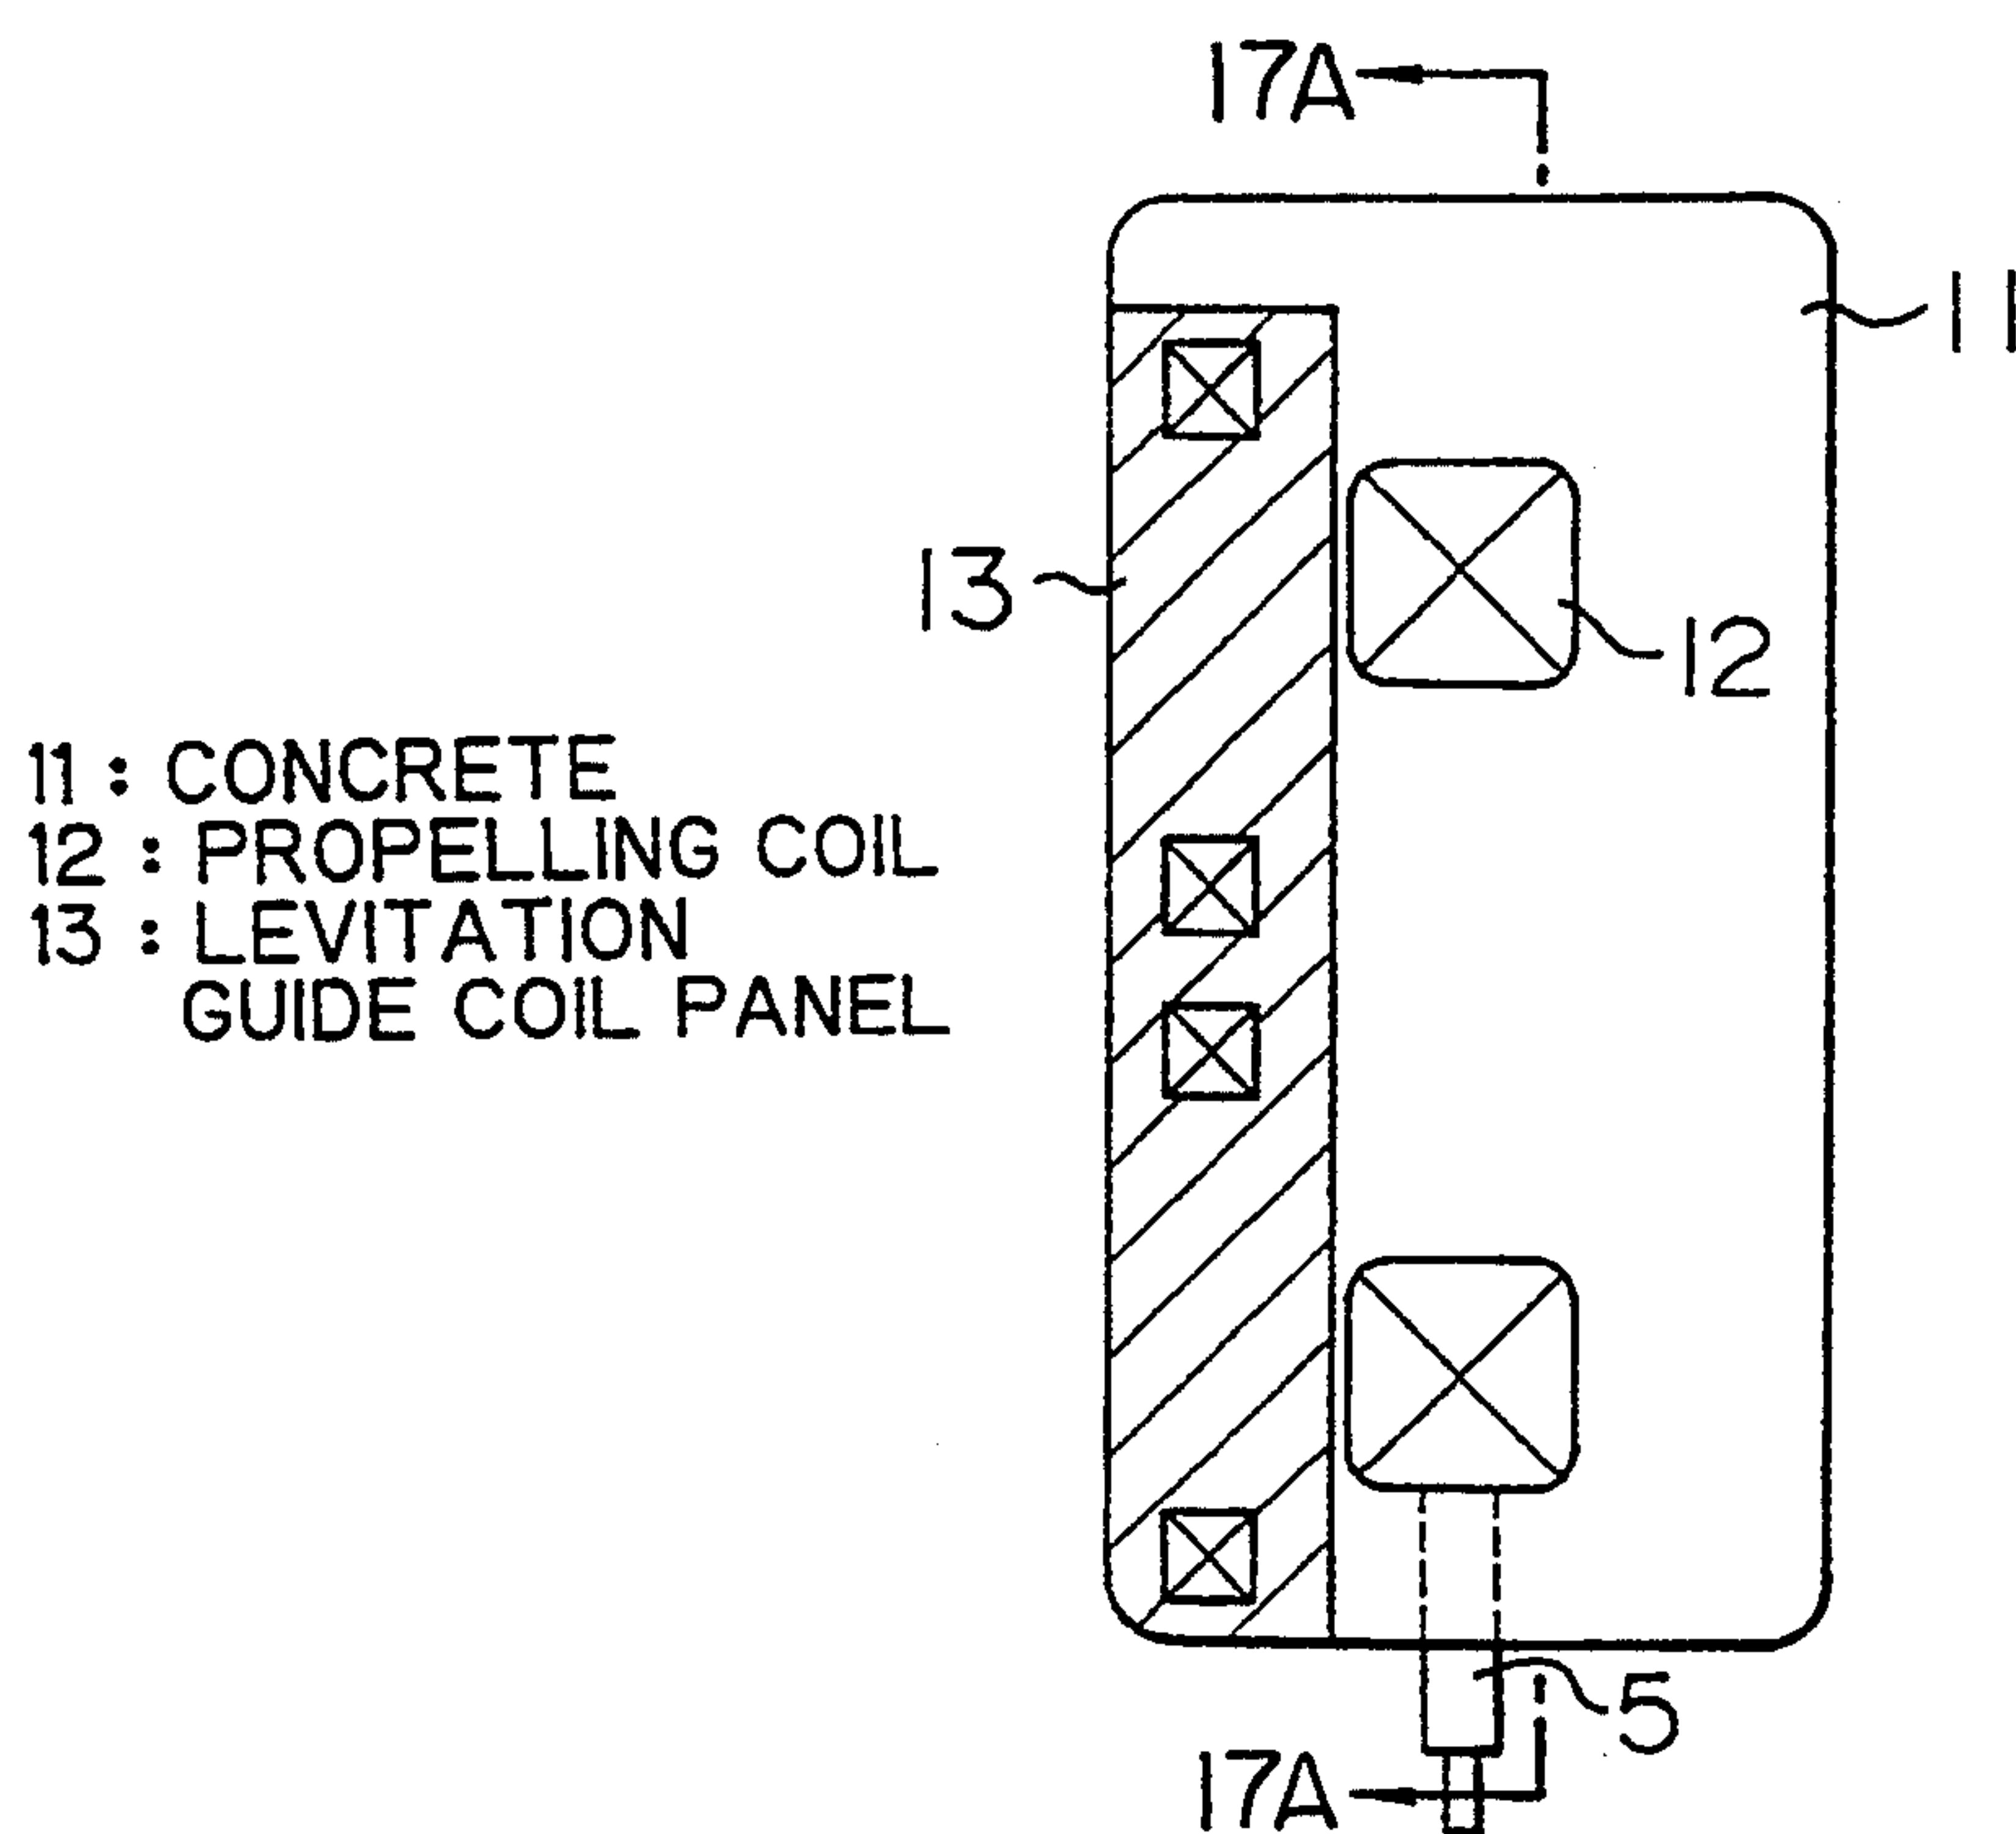 17A
11
13
12
11: CONCRETE
12: PROPELLING COIL
13: LEVITATION
GUIDE COIL PANEL
5
17A